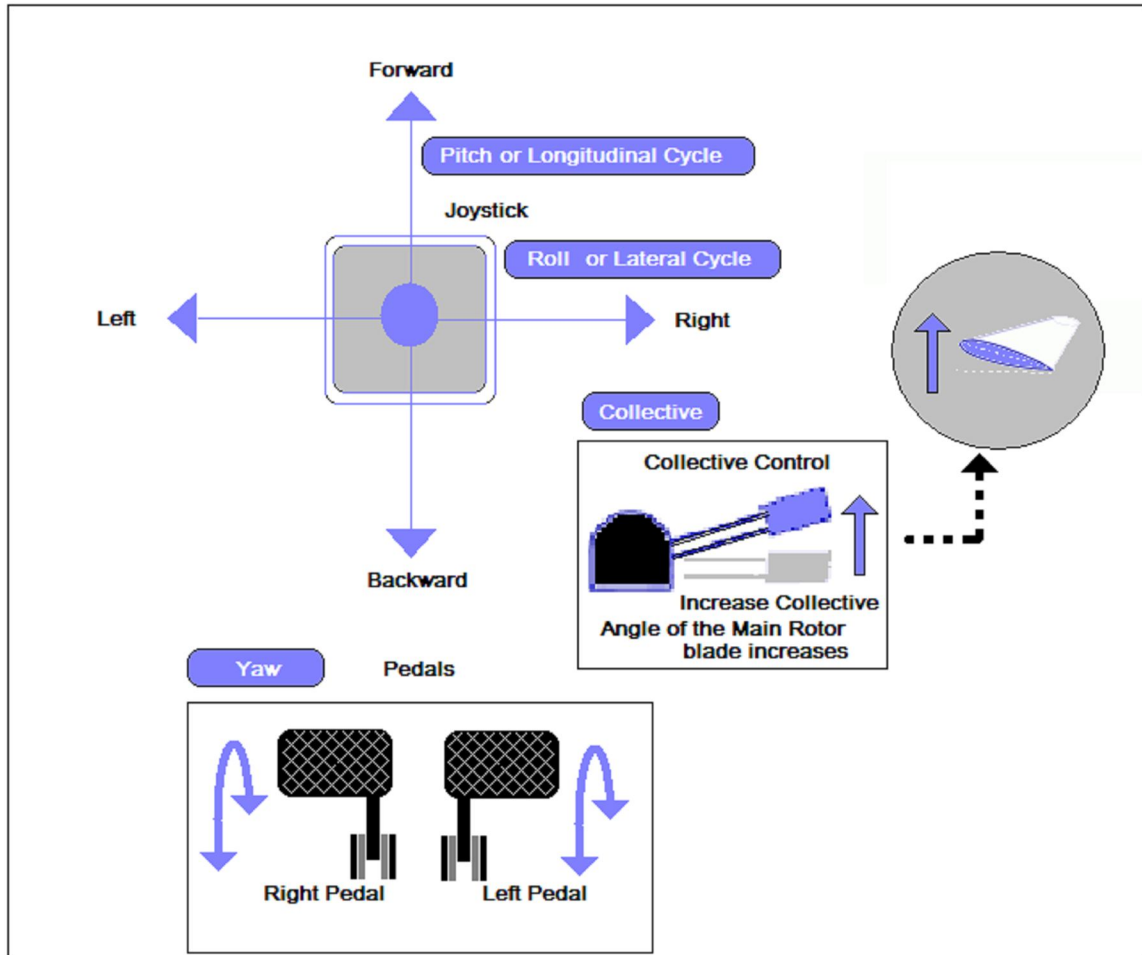 Forward
Pitch or Longitudinal Cycle
Joystick
Roll or Lateral Cycle
Left
Right
Collective
Collective Control
Backward
Increase Collective
Angle of the Main Rotor
blade increases
Yaw
Pedals
Right Pedal
Left Pedal